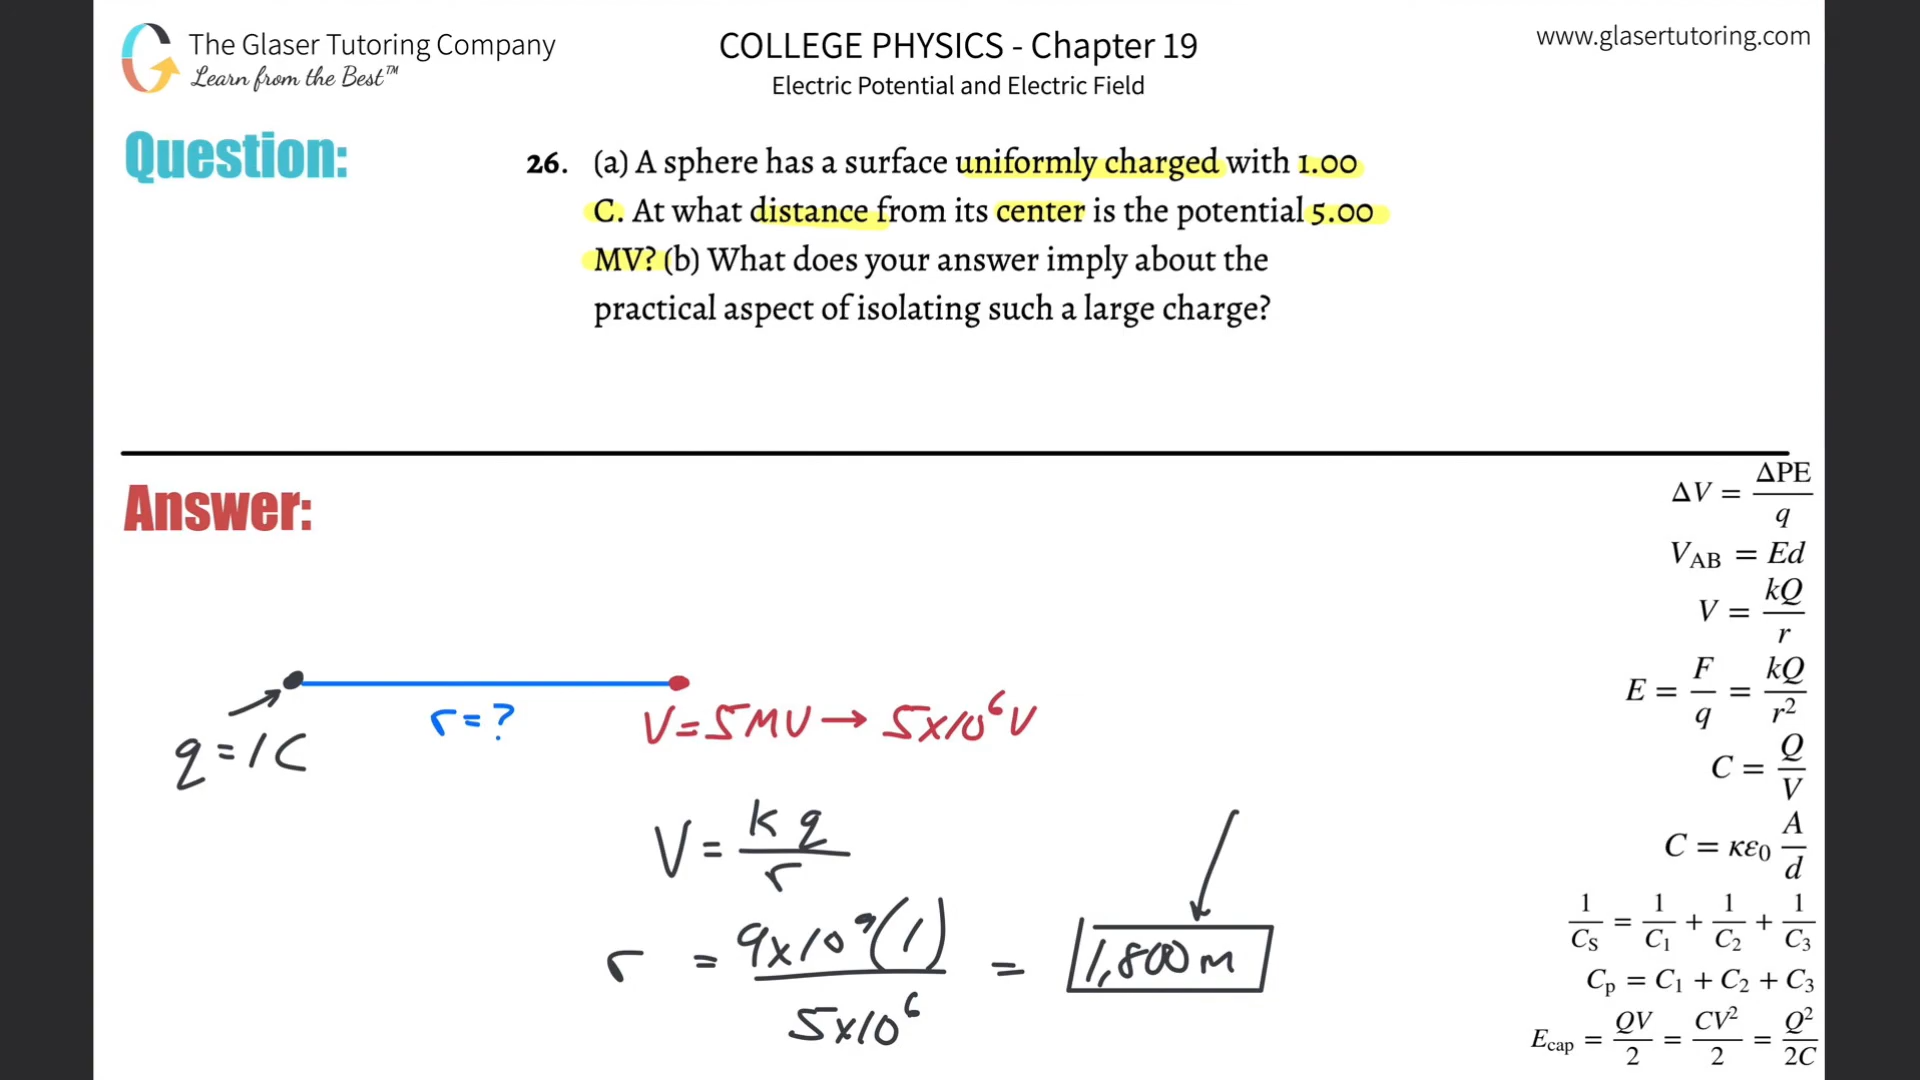 The Glaser Tutoring Company
Learn from the Best™
COLLEGE PHYSICS - Chapter 19
Electric Potential and Electric Field
www.glasertutoring.com
Question:
26. (a) A sphere has a surface uniformly charged with 1.00
C. At what distance from its center is the potential 5.00
MV? (b) What does your answer imply about the
practical aspect of isolating such a large charge?
Answer:
q = 1C
r = ?
V = 5MV → 5x10⁶V
V = kq/r
r = 9x10⁹(1)/5x10⁶ = 1,800m
ΔV = ΔPE/q
V_AB = Ed
V = kQ/r
E = F/q = kQ/r²
C = Q/V
C = κε₀ A/d
1/C_S = 1/C₁ + 1/C₂ + 1/C₃
C_p = C₁ + C₂ + C₃
E_cap = QV/2 = CV²/2 = Q²/2C